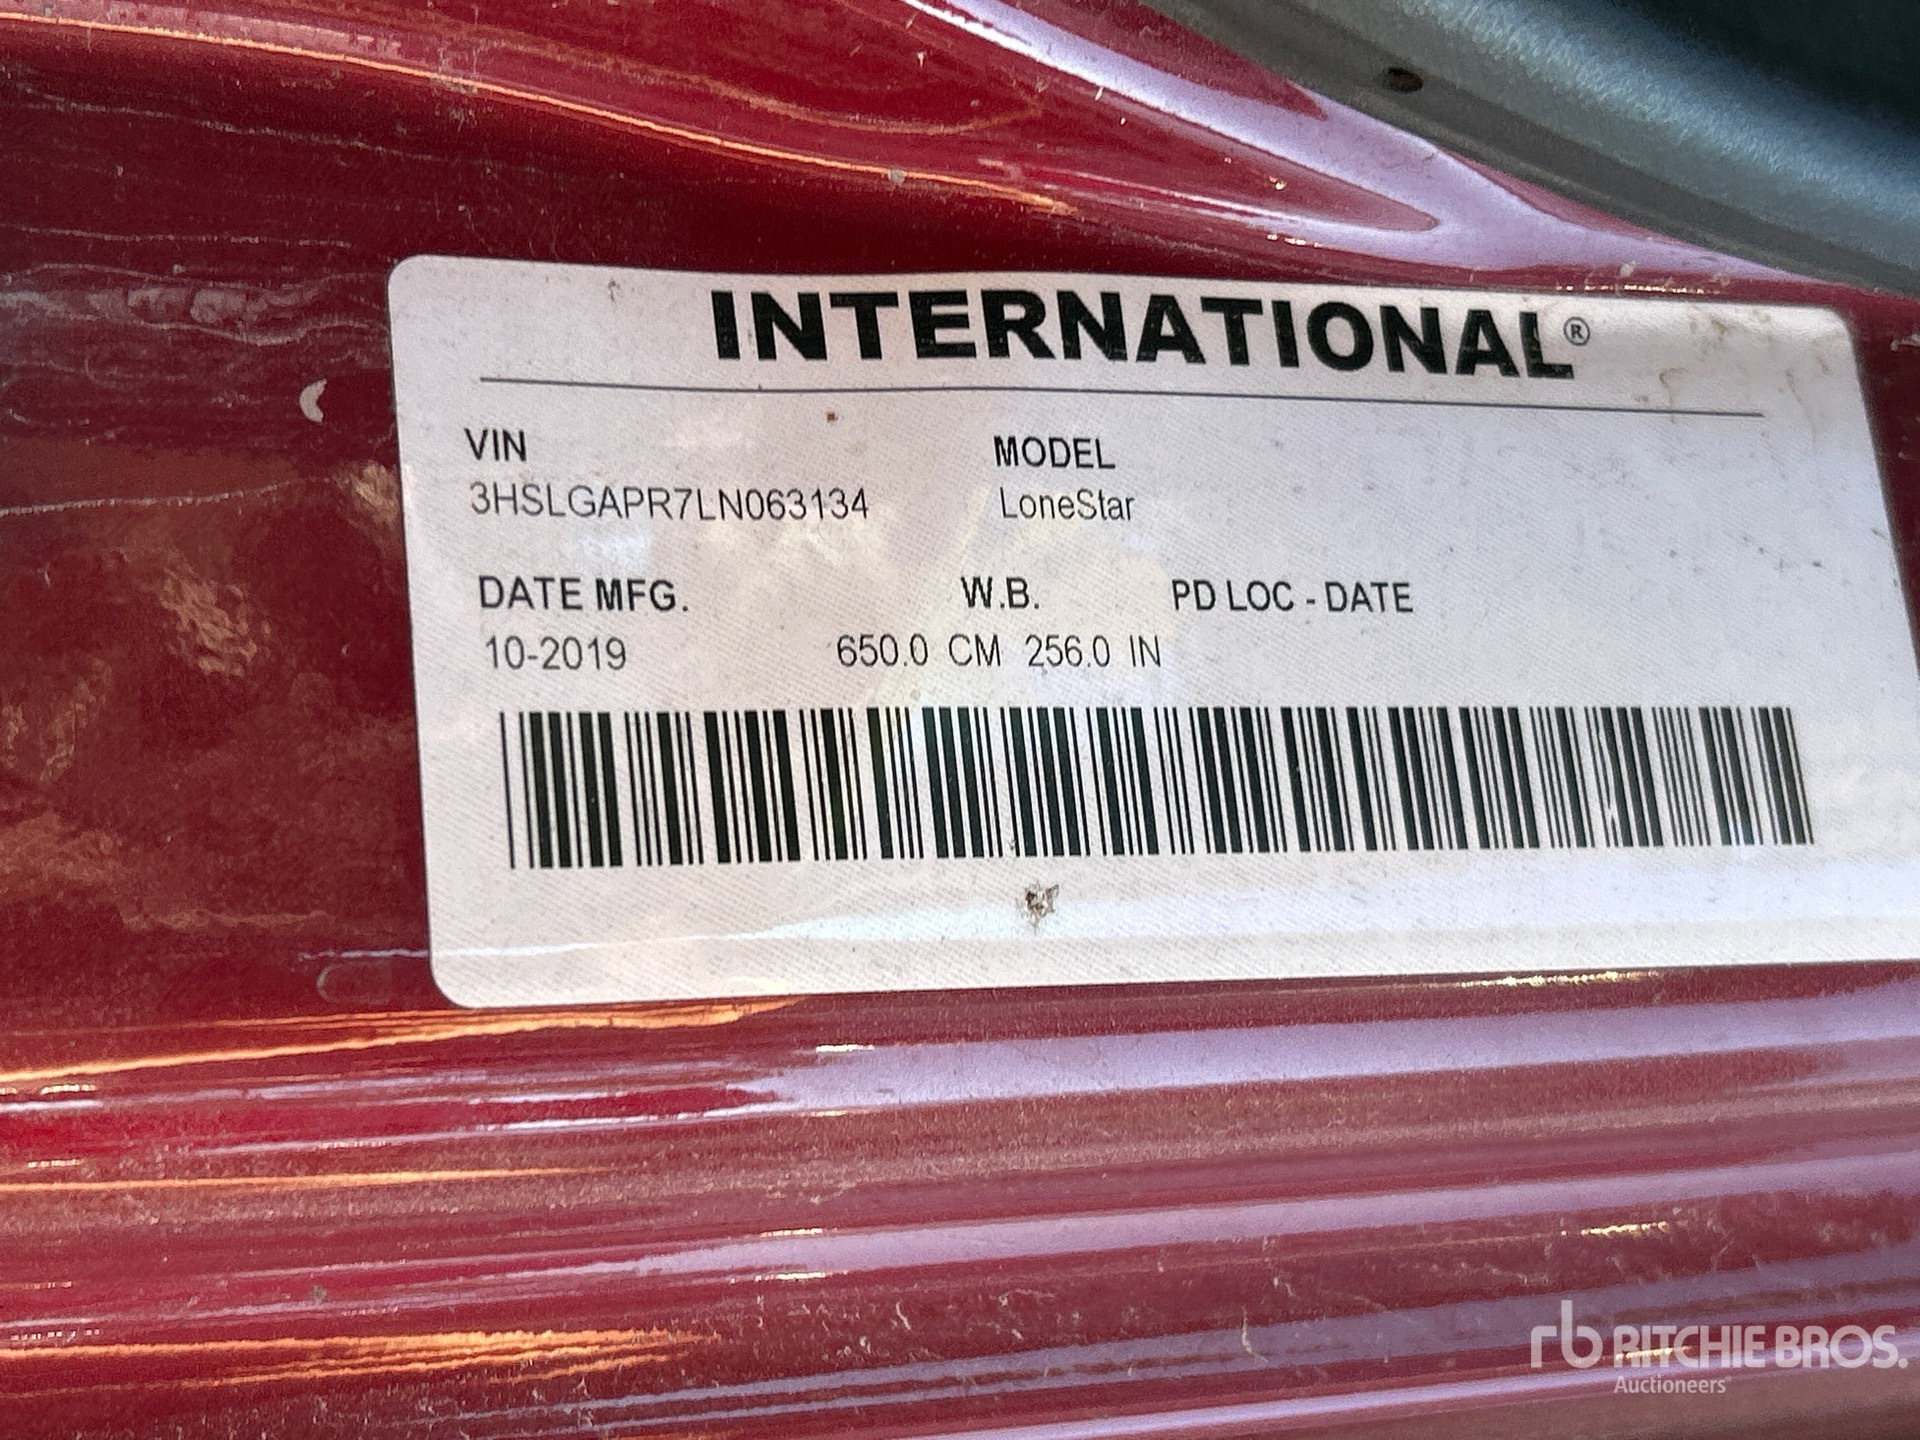 INTERNATIONAL®
VIN MODEL
3HSLGAPR7LN063134 LoneStar
DATE MFG. W.B. PD LOC - DATE
10-2019 650.0 CM 256.0 IN
rb RITCHIE BROS.
Auctioneers